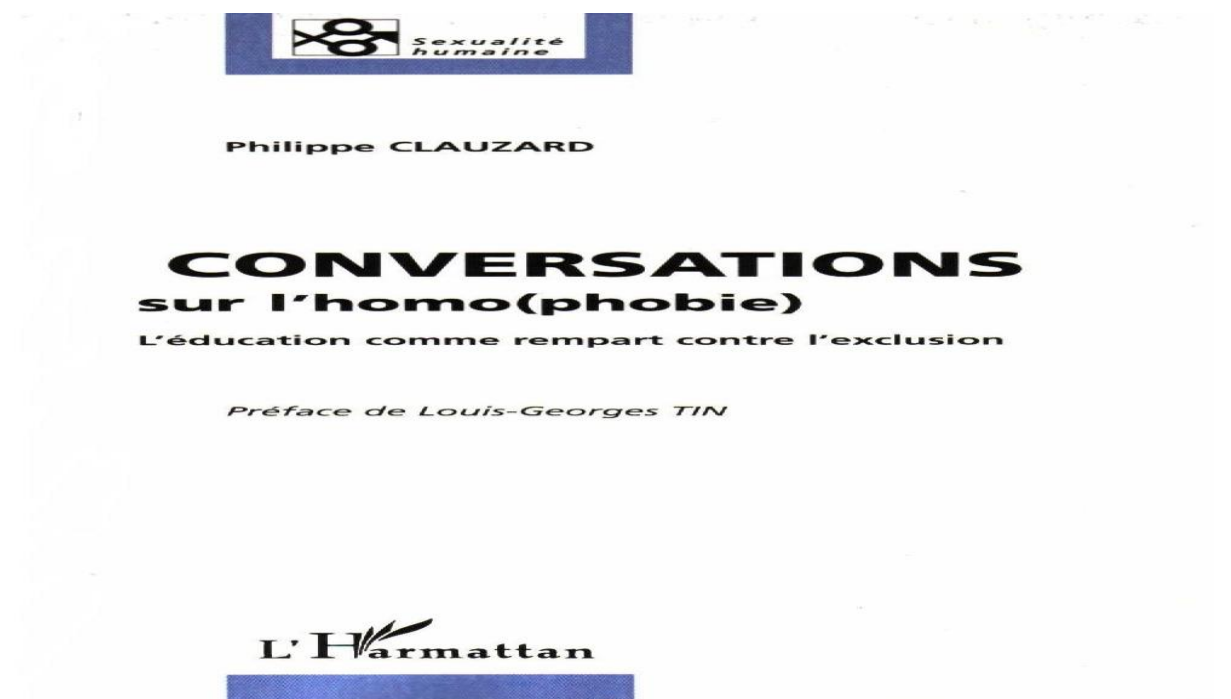 Sexualité
humaine
Philippe CLAUZARD
CONVERSATIONS
sur l'homo(phobie)
L'éducation comme rempart contre l'exclusion
Préface de Louis-Georges TIN
L'Harmattan